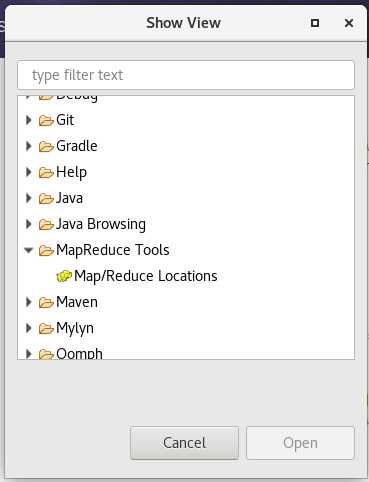 Show View
type filter text
Debug
Git
Gradle
Help
Java
Java Browsing
MapReduce Tools
Map/Reduce Locations
Maven
Mylyn
Oomph
Cancel
Open